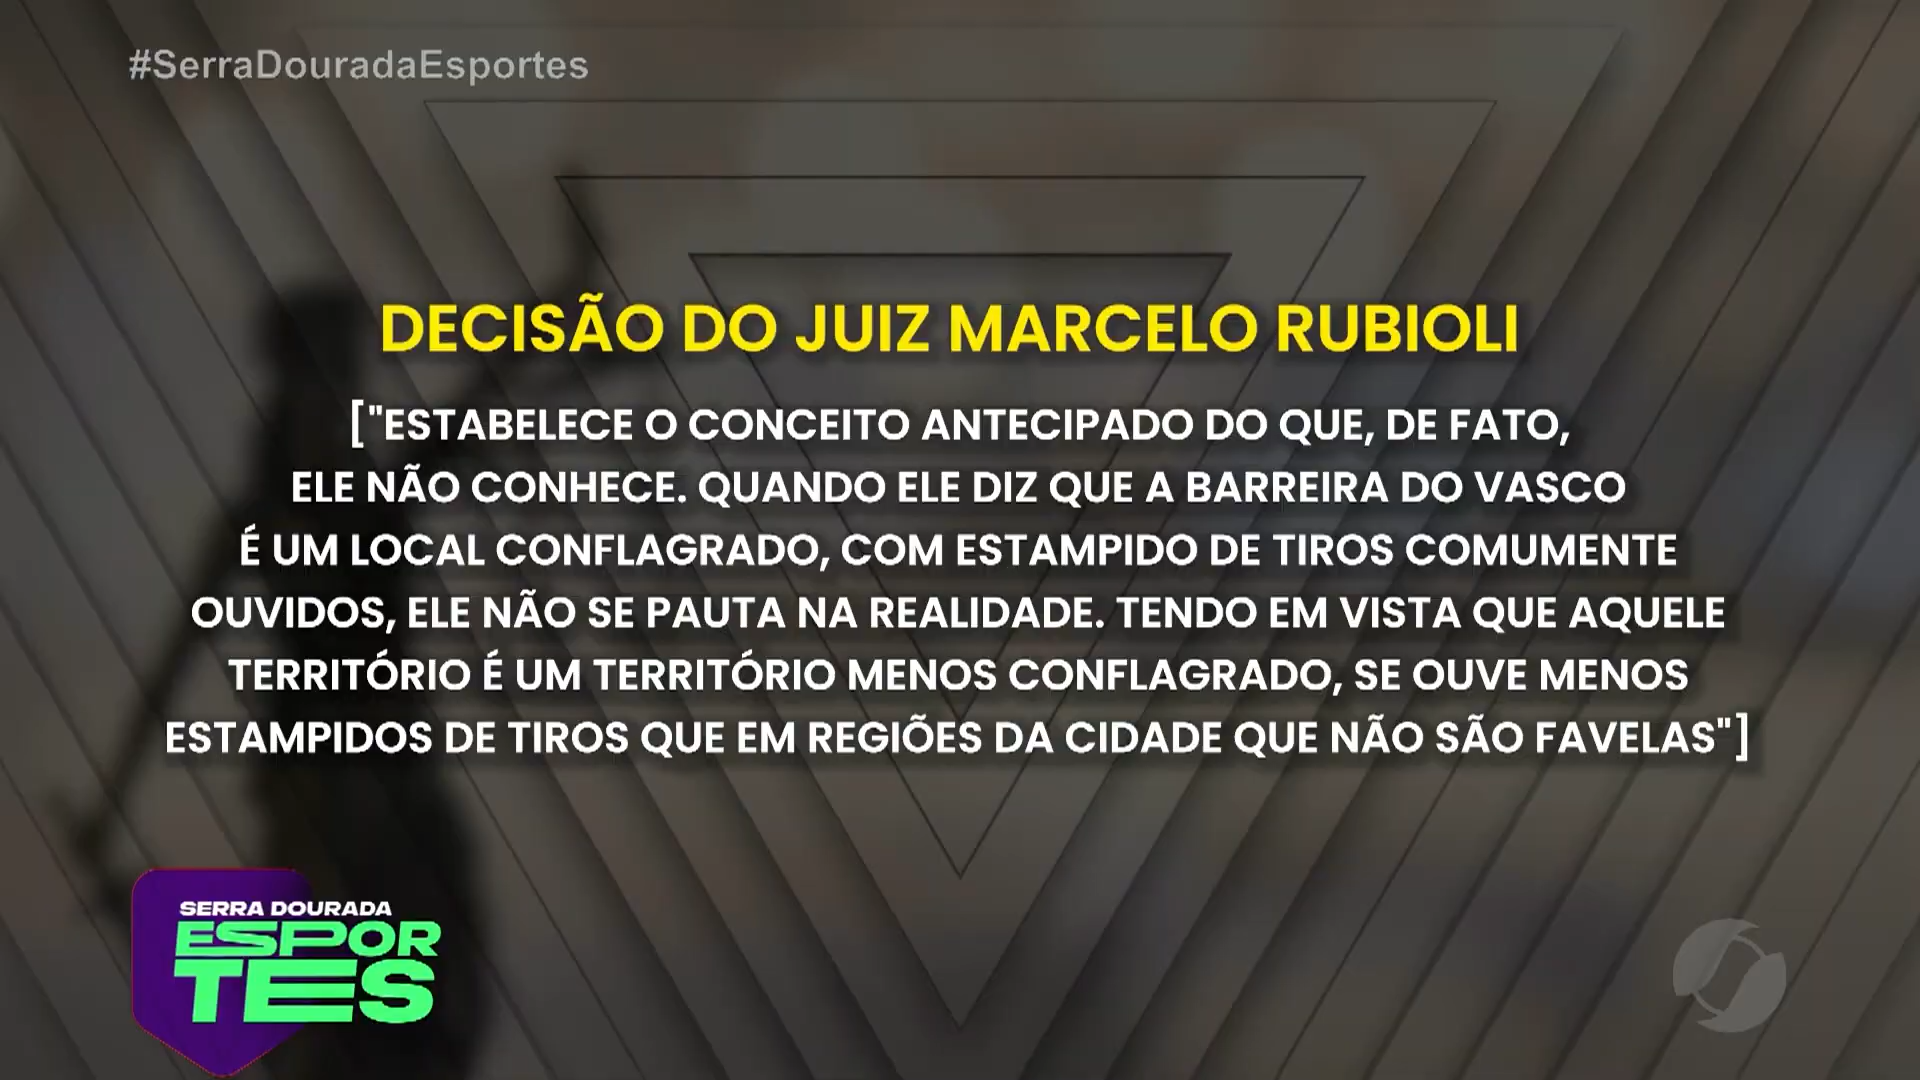 #SerraDouradaEsportes
DECISÃO DO JUIZ MARCELO RUBIOLI
["ESTABELECE O CONCEITO ANTECIPADO DO QUE, DE FATO,
ELE NÃO CONHECE. QUANDO ELE DIZ QUE A BARREIRA DO VASCO
É UM LOCAL CONFLAGRADO, COM ESTAMPIDO DE TIROS COMUMENTE
OUVIDOS, ELE NÃO SE PAUTA NA REALIDADE. TENDO EM VISTA QUE AQUELE
TERRITÓRIO É UM TERRITÓRIO MENOS CONFLAGRADO, SE OUVE MENOS
ESTAMPIDOS DE TIROS QUE EM REGIÕES DA CIDADE QUE NÃO SÃO FAVELAS"]
SERRA DOURADA
ESPOR
TES